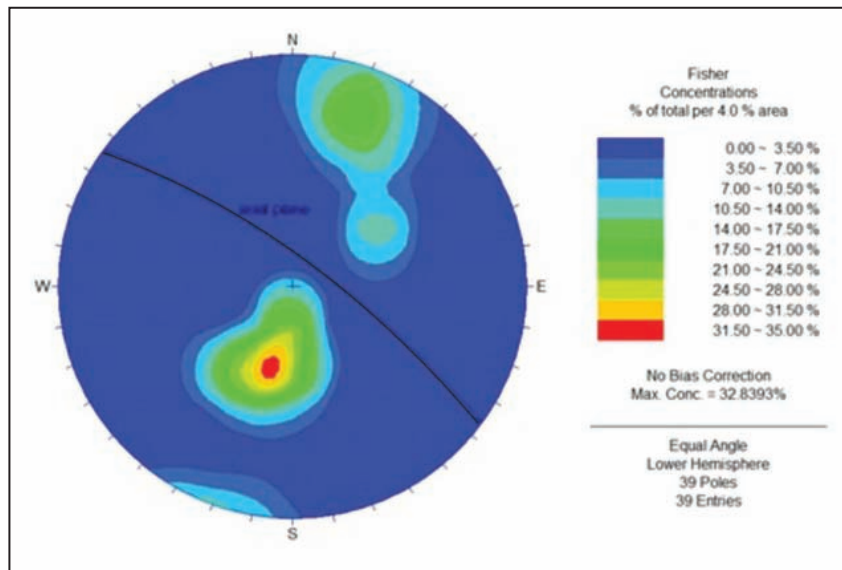 N
W
E
S
plane
Fisher
Concentrations
% of total per 4.0 % area
0.00 ~ 3.50 %
3.50 ~ 7.00 %
7.00 ~ 10.50 %
10.50 ~ 14.00 %
14.00 ~ 17.50 %
17.50 ~ 21.00 %
21.00 ~ 24.50 %
24.50 ~ 28.00 %
28.00 ~ 31.50 %
31.50 ~ 35.00 %
No Bias Correction
Max. Conc. = 32.8393%
Equal Angle
Lower Hemisphere
39 Poles
39 Entries